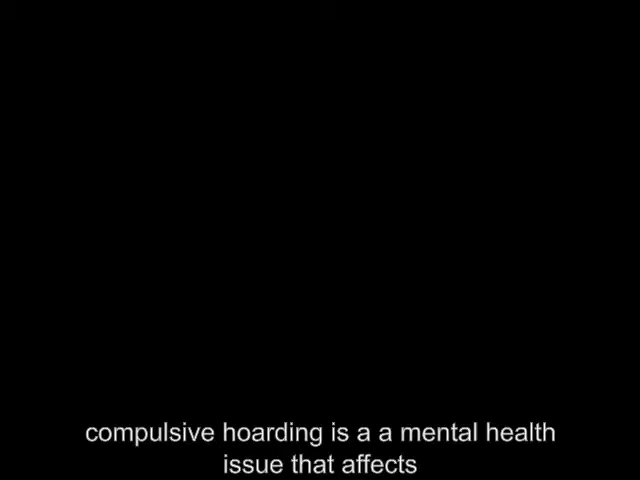 compulsive hoarding is a a mental health
issue that affects